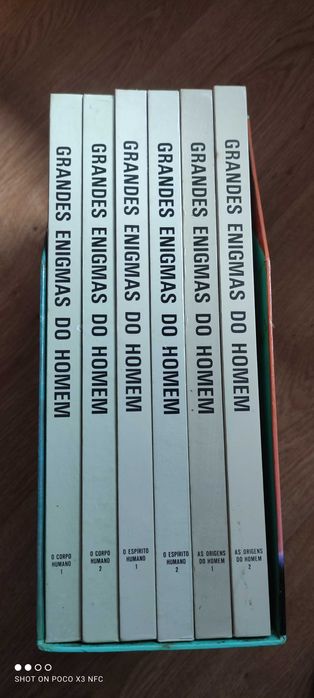 GRANDES ENIGMAS DO HOMEM
O CORPO
HUMANO
1
GRANDES ENIGMAS DO HOMEM
O CORPO
HUMANO
2
GRANDES ENIGMAS DO HOMEM
O ESPÍRITO
HUMANO
1
GRANDES ENIGMAS DO HOMEM
O ESPÍRITO
HUMANO
2
GRANDES ENIGMAS DO HOMEM
AS ORIGENS
DO HOMEM
1
GRANDES ENIGMAS DO HOMEM
AS ORIGENS
DO HOMEM
2
SHOT ON POCO X3 NFC